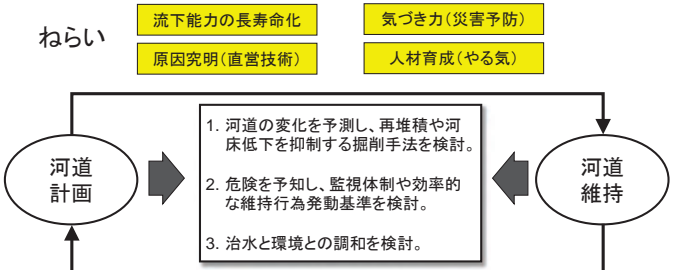 ねらい
流下能力の長寿命化
気づき力(災害予防)
原因究明(直営技術)
人材育成(やる気)
河道
計画
1. 河道の変化を予測し、再堆積や河
床低下を抑制する掘削手法を検討。
2. 危険を予知し、監視体制や効率的
な維持行為発動基準を検討。
3. 治水と環境との調和を検討。
河道
維持